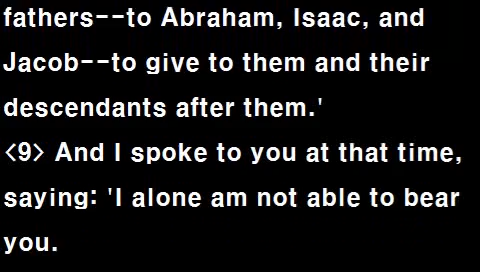 fathers--to Abraham, Isaac, and
Jacob--to give to them and their
descendants after them.'
<9> And I spoke to you at that time,
saying: 'I alone am not able to bear
you.